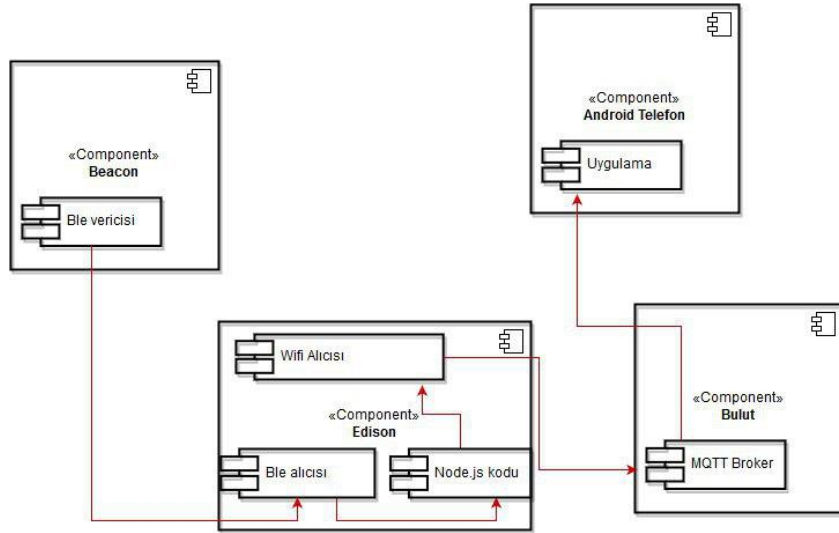 «Component»
Android Telefon
Uygulama
«Component»
Beacon
Ble vericisi
Wifi Alıcısı
«Component»
Edison
Ble alıcısı
Node.js kodu
«Component»
Bulut
MQTT Broker